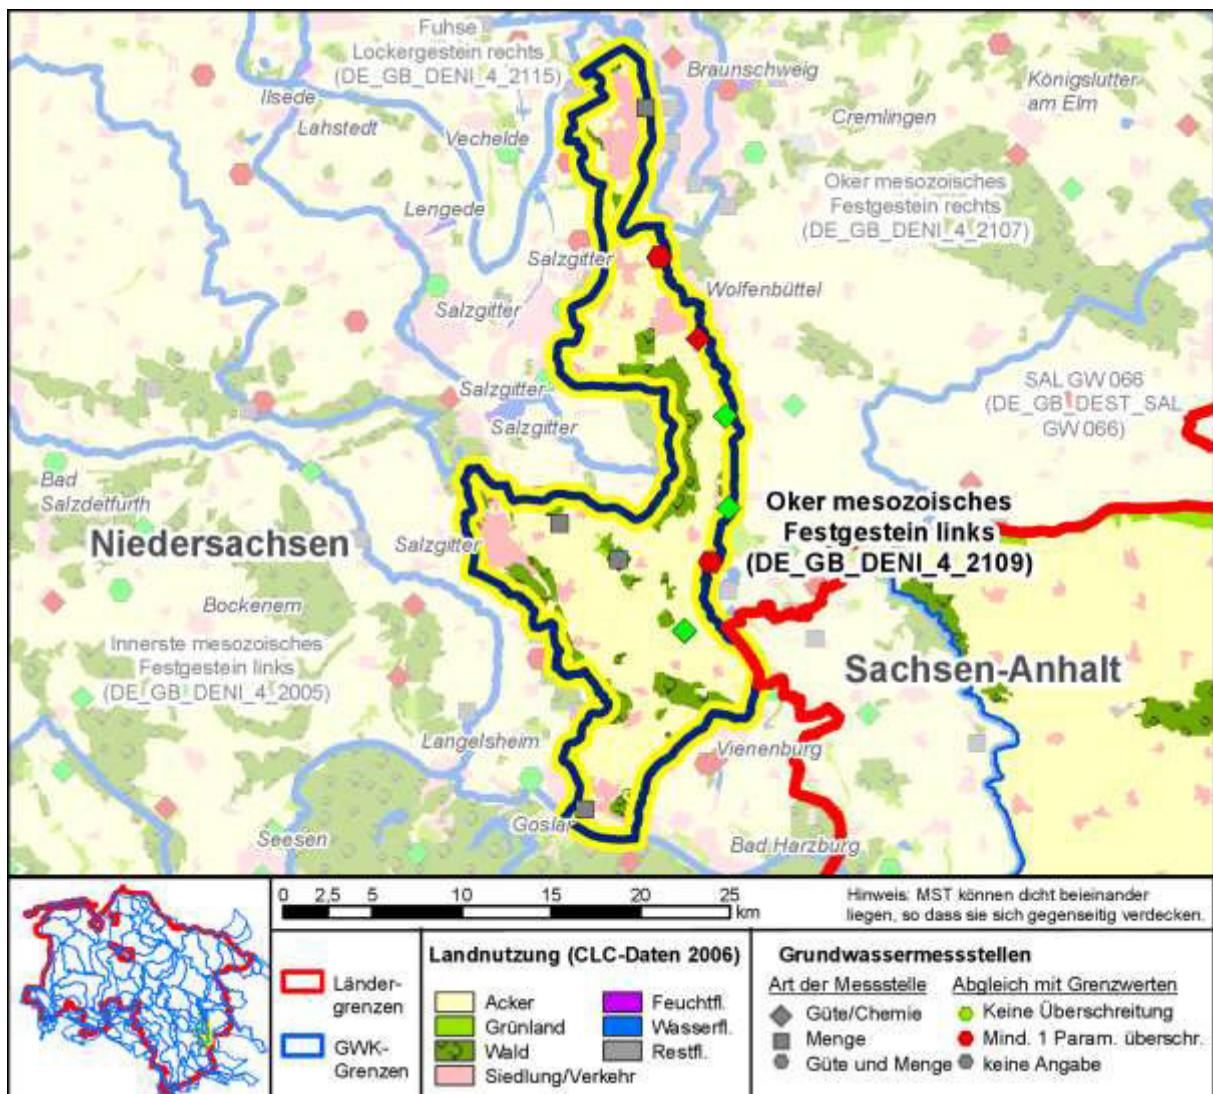 Fuhse
Lockergestein rechts
(DE_GB_DENI_4_2115)
Braunschweig
Königslutter
am Elm
Ilsede
Lahstedt
Vechelde
Cremlingen
Lengede
Oker mesozoisches
Festgestein rechts
(DE_GB_DENI_4_2107)
Salzgitter
Wolfenbüttel
Salzgitter
Salzgitter
Salzgitter
SAL GW 066
(DE_GB_DEST_SAL
GW 066)
Bad
Salzdetfurth
Oker mesozoisches
Festgestein links
(DE_GB_DENI_4_2109)
Niedersachsen
Salzgitter
Bockenem
Innerste mesozoisches
Festgestein links
(DE_GB_DENI_4_2005)
Sachsen-Anhalt
Langelsheim
Vienenburg
Goslar
Seesen
Bad Harzburg
0 2,5 5 10 15 20 25
km
Hinweis: MST können dicht beieinander
liegen, so dass sie sich gegenseitig verdecken.
Länder-
grenzen
GWK-
Grenzen
Landnutzung (CLC-Daten 2006)
Acker
Grünland
Wald
Siedlung/Verkehr
Feuchtfl.
Wasserfl.
Restfl.
Grundwassermessstellen
Art der Messstelle
Güte/Chemie
Menge
Güte und Menge
Abgleich mit Grenzwerten
Keine Überschreitung
Mind. 1 Param. überschr.
keine Angabe